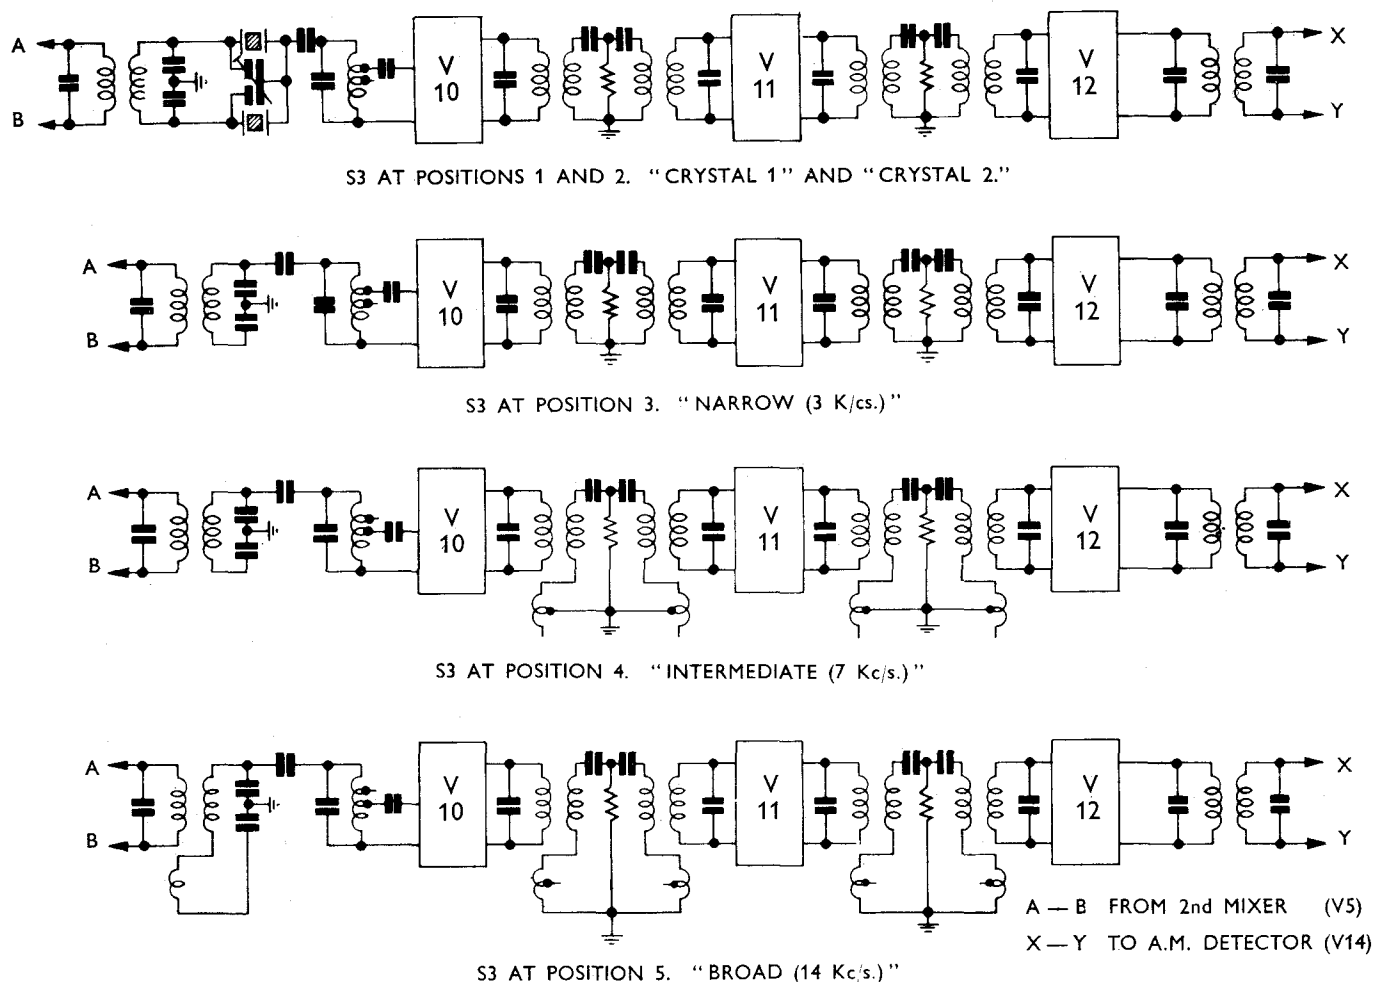 A
B
V
10
V
11
V
12
X
Y
S3 AT POSITIONS 1 AND 2. "CRYSTAL 1" AND "CRYSTAL 2."
A
B
V
10
V
11
V
12
X
Y
S3 AT POSITION 3. "NARROW (3 K/cs.)"
A
B
V
10
V
11
V
12
X
Y
S3 AT POSITION 4. "INTERMEDIATE (7 Kc/s.)"
A
B
V
10
V
11
V
12
X
Y
A — B FROM 2nd MIXER (V5)
X — Y TO A.M. DETECTOR (V14)
S3 AT POSITION 5. "BROAD (14 Kc/s.)"